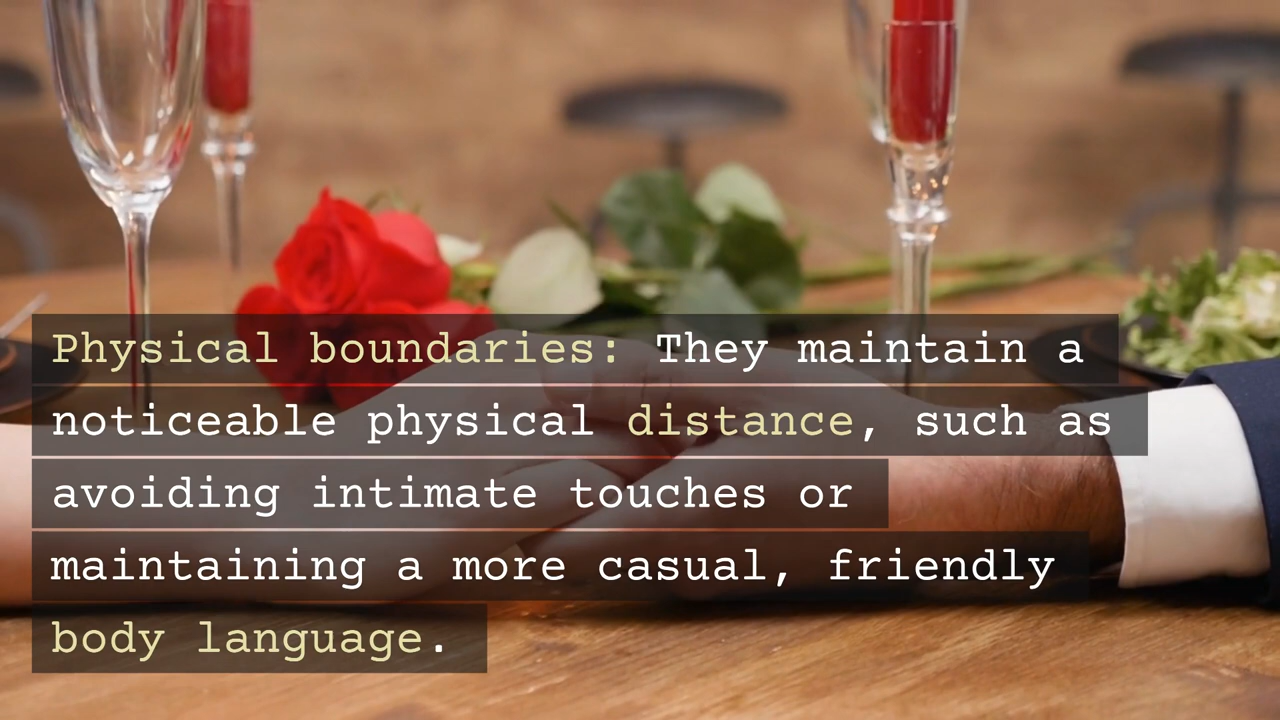 Physical boundaries: They maintain a
noticeable physical distance, such as
avoiding intimate touches or
maintaining a more casual, friendly
body language.